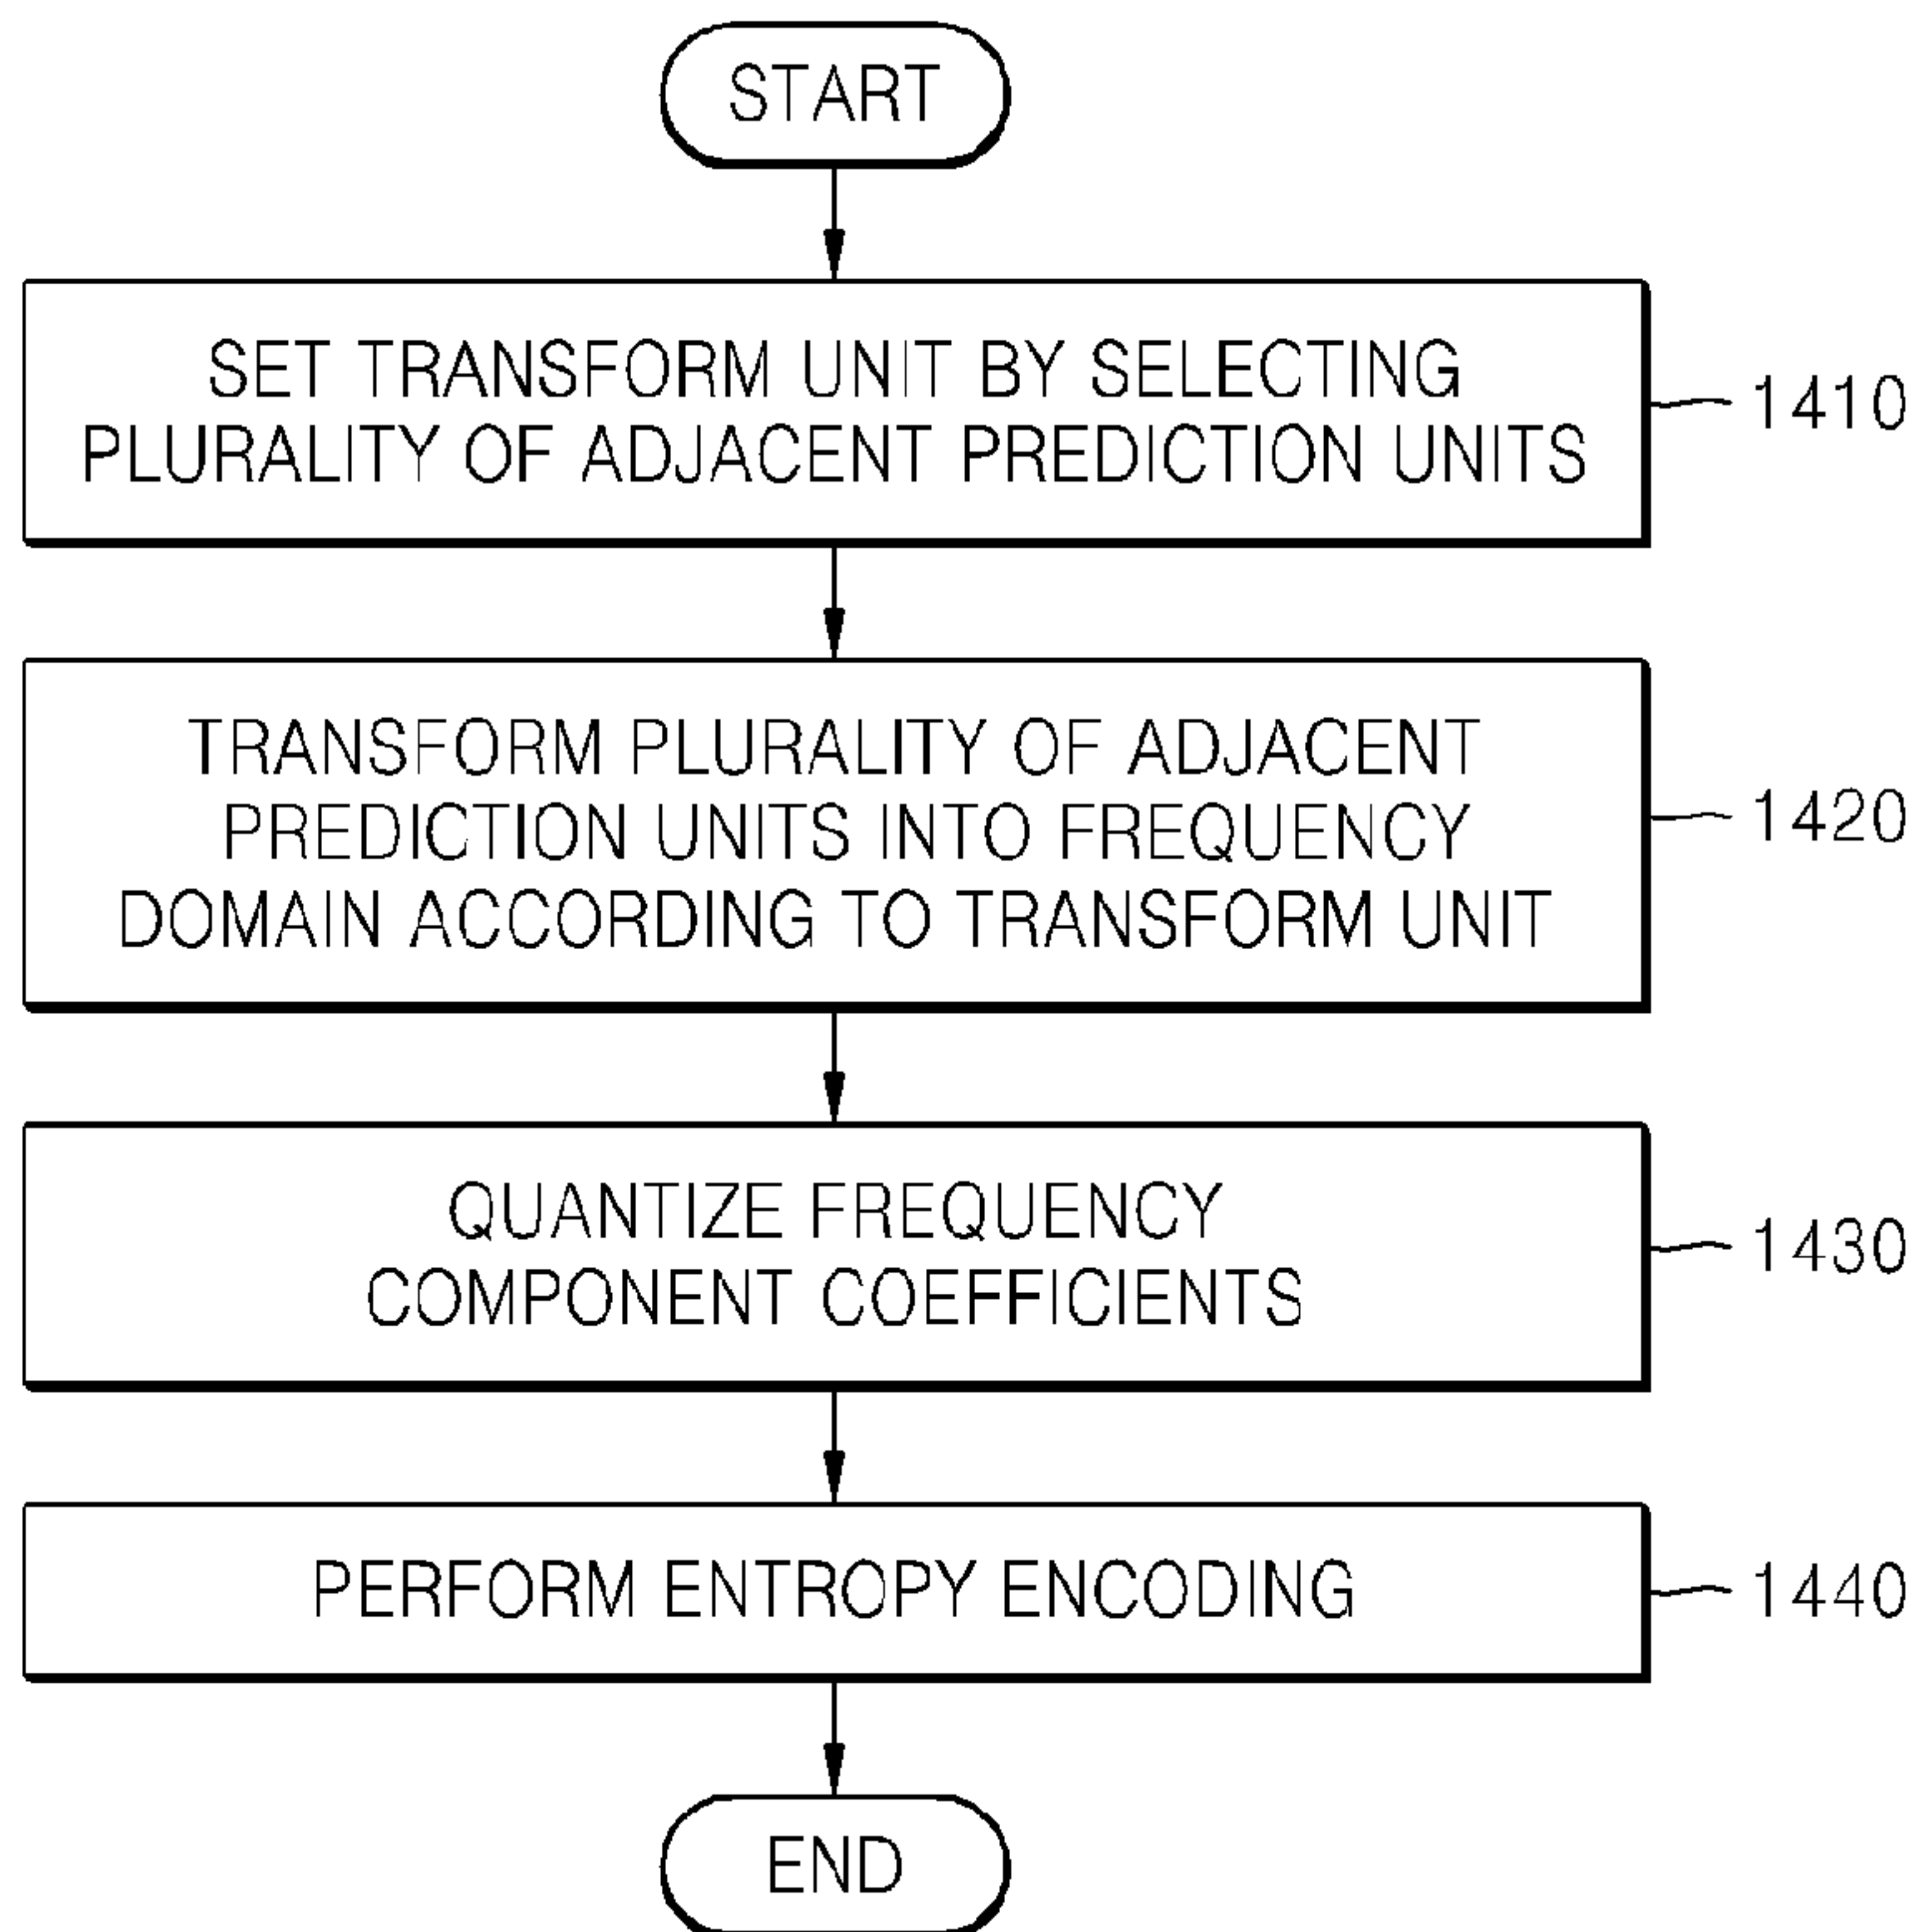 START
SET TRANSFORM UNIT BY SELECTING
PLURALITY OF ADJACENT PREDICTION UNITS
1410
TRANSFORM PLURALITY OF ADJACENT
PREDICTION UNITS INTO FREQUENCY
DOMAIN ACCORDING TO TRANSFORM UNIT
1420
QUANTIZE FREQUENCY
COMPONENT COEFFICIENTS
1430
PERFORM ENTROPY ENCODING
1440
END